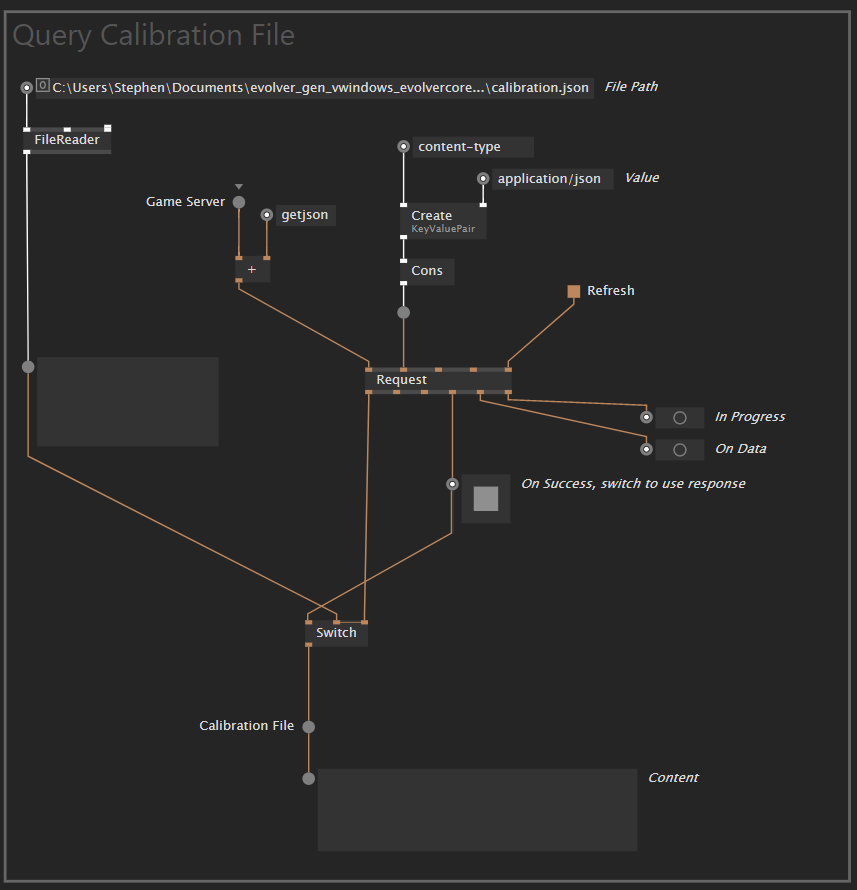 Query Calibration File
0 C:\Users\Stephen\Documents\evolver_gen_vwindows_evolvercore...\calibration.json File Path
FileReader
content-type
application/json Value
Game Server
getjson
Create
KeyValuePair
+
Cons
Refresh
Request
In Progress
On Data
On Success, switch to use response
Switch
Calibration File
Content